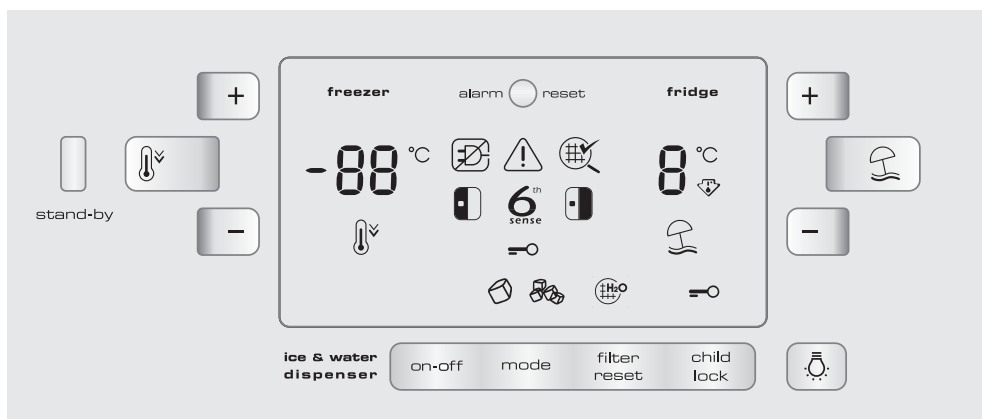 freezer alarm reset fridge
+ +
-88 °C 8 °C
6th
sense
stand-by
- -
H2O
ice & water
dispenser
on-off mode filter
reset child
lock